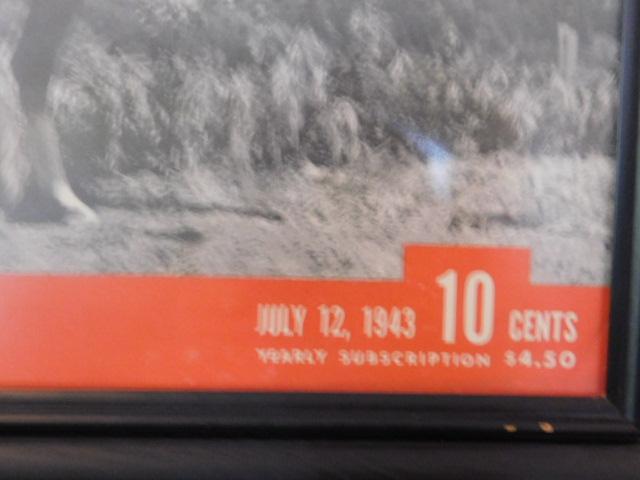 JULY 12, 1943 10 CENTS
YEARLY SUBSCRIPTION $4.50